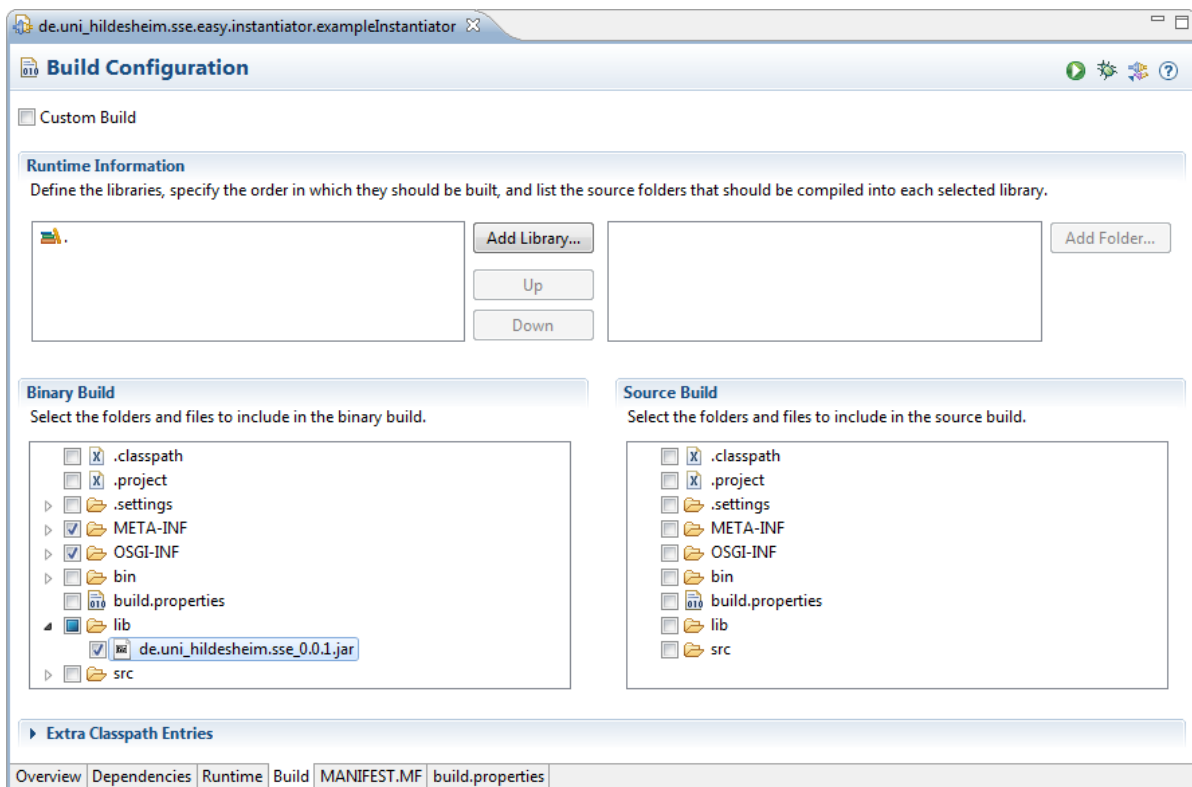 de.uni_hildesheim.sse.easy.instantiator.exampleInstantiator
Build Configuration
Custom Build
Runtime Information
Define the libraries, specify the order in which they should be built, and list the source folders that should be compiled into each selected library.
.
Add Library...
Add Folder...
Up
Down
Binary Build
Select the folders and files to include in the binary build.
.classpath
.project
.settings
META-INF
OSGI-INF
bin
build.properties
lib
de.uni_hildesheim.sse_0.0.1.jar
src
Source Build
Select the folders and files to include in the source build.
.classpath
.project
.settings
META-INF
OSGI-INF
bin
build.properties
lib
src
Extra Classpath Entries
Overview Dependencies Runtime Build MANIFEST.MF build.properties